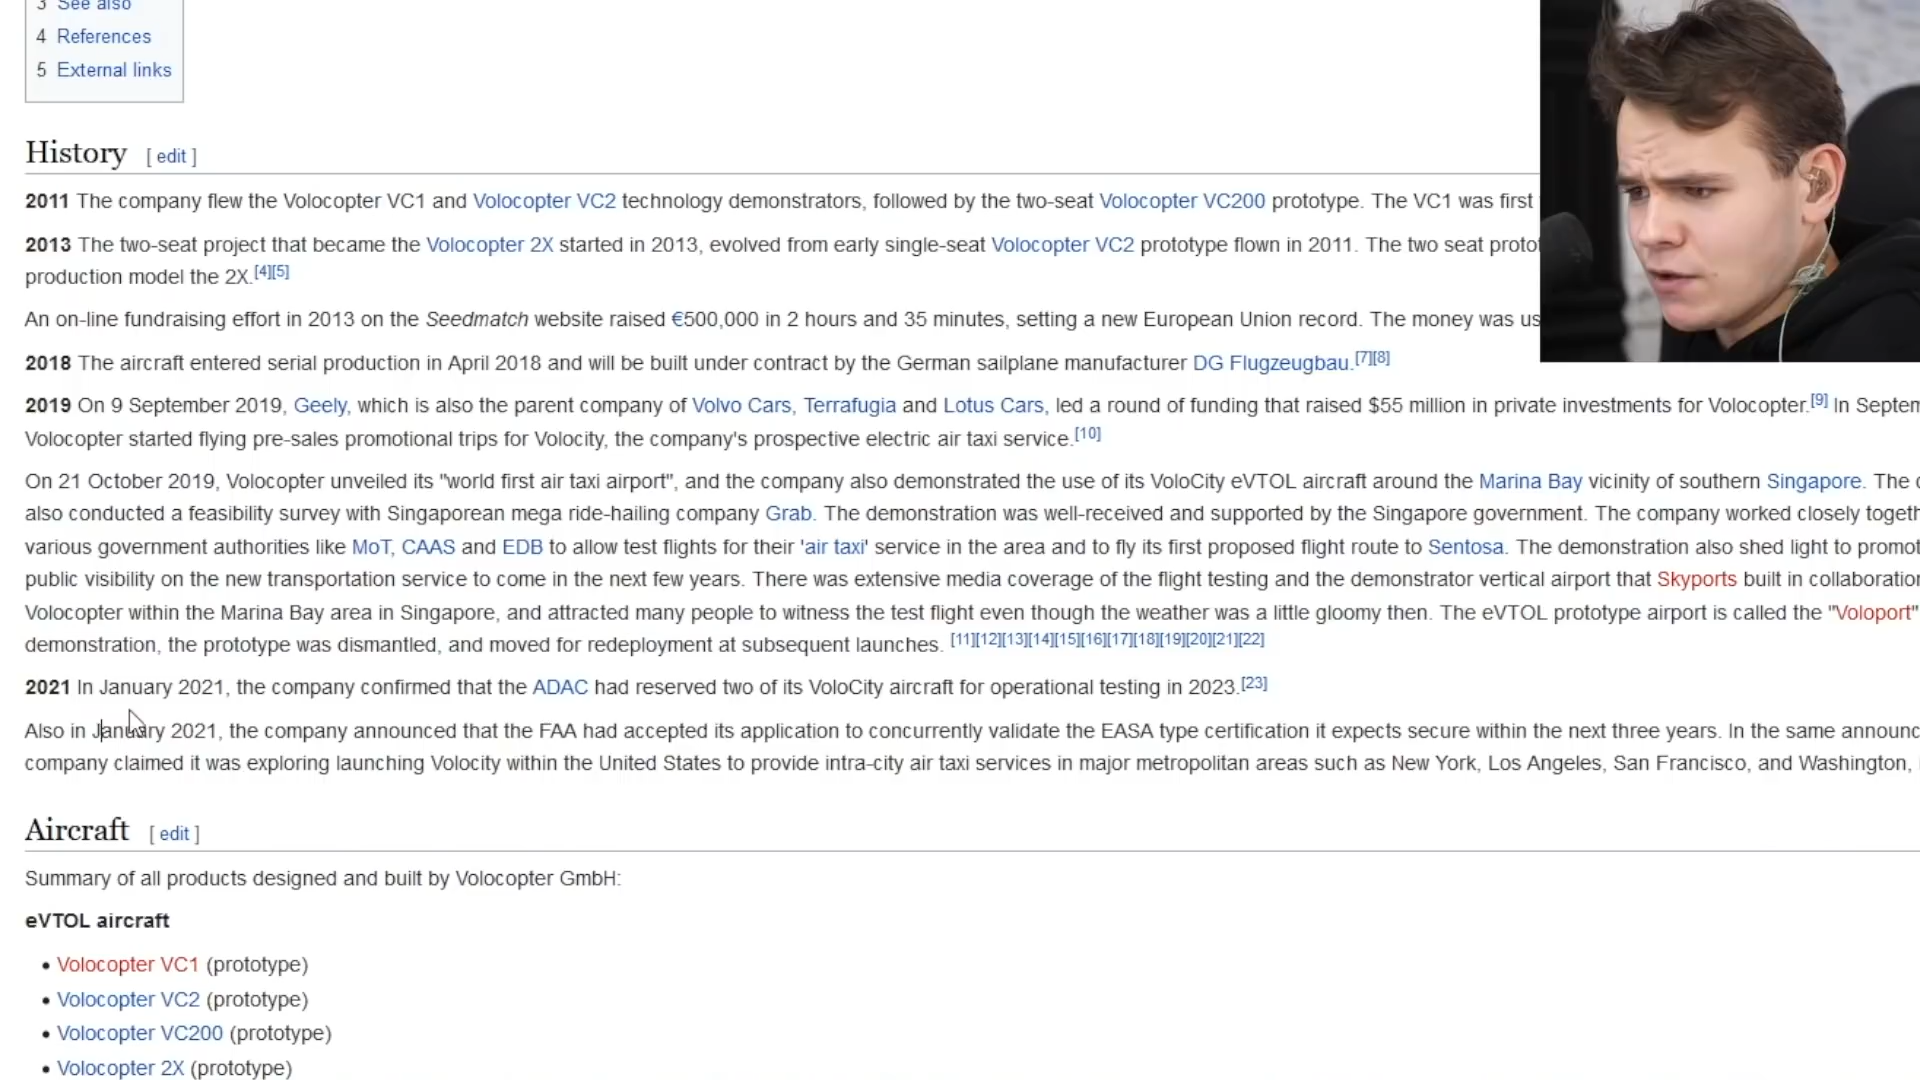 3 See also
4 References
5 External links
History [ edit ]
2011 The company flew the Volocopter VC1 and Volocopter VC2 technology demonstrators, followed by the two-seat Volocopter VC200 prototype. The VC1 was first
2013 The two-seat project that became the Volocopter 2X started in 2013, evolved from early single-seat Volocopter VC2 prototype flown in 2011. The two seat proto
production model the 2X.[4][5]
An on-line fundraising effort in 2013 on the Seedmatch website raised €500,000 in 2 hours and 35 minutes, setting a new European Union record. The money was us
2018 The aircraft entered serial production in April 2018 and will be built under contract by the German sailplane manufacturer DG Flugzeugbau.[7][8]
2019 On 9 September 2019, Geely, which is also the parent company of Volvo Cars, Terrafugia and Lotus Cars, led a round of funding that raised $55 million in private investments for Volocopter.[9] In Septem
Volocopter started flying pre-sales promotional trips for Volocity, the company's prospective electric air taxi service.[10]
On 21 October 2019, Volocopter unveiled its "world first air taxi airport", and the company also demonstrated the use of its VoloCity eVTOL aircraft around the Marina Bay vicinity of southern Singapore. The
also conducted a feasibility survey with Singaporean mega ride-hailing company Grab. The demonstration was well-received and supported by the Singapore government. The company worked closely togeth
various government authorities like MoT, CAAS and EDB to allow test flights for their 'air taxi' service in the area and to fly its first proposed flight route to Sentosa. The demonstration also shed light to promot
public visibility on the new transportation service to come in the next few years. There was extensive media coverage of the flight testing and the demonstrator vertical airport that Skyports built in collaboration
Volocopter within the Marina Bay area in Singapore, and attracted many people to witness the test flight even though the weather was a little gloomy then. The eVTOL prototype airport is called the "Voloport"
demonstration, the prototype was dismantled, and moved for redeployment at subsequent launches. [11][12][13][14][15][16][17][18][19][20][21][22]
2021 In January 2021, the company confirmed that the ADAC had reserved two of its VoloCity aircraft for operational testing in 2023.[23]
Also in January 2021, the company announced that the FAA had accepted its application to concurrently validate the EASA type certification it expects secure within the next three years. In the same announc
company claimed it was exploring launching Volocity within the United States to provide intra-city air taxi services in major metropolitan areas such as New York, Los Angeles, San Francisco, and Washington,
Aircraft [ edit ]
Summary of all products designed and built by Volocopter GmbH:
eVTOL aircraft
• Volocopter VC1 (prototype)
• Volocopter VC2 (prototype)
• Volocopter VC200 (prototype)
• Volocopter 2X (prototype)